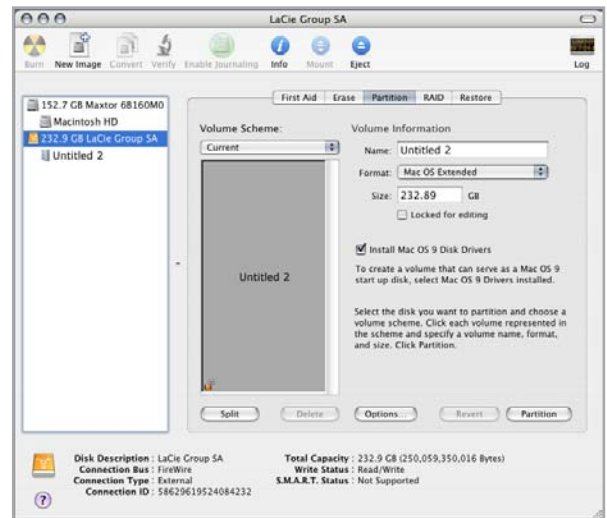 LaCie Group SA
Burn New Image Convert Verify Enable Journaling Info Mount Eject Log
152.7 GB Maxtor 6B160M0
Macintosh HD
232.9 GB LaCie Group SA
Untitled 2
First Aid Erase Partition RAID Restore
Volume Scheme:
Current
Untitled 2
Volume Information
Name: Untitled 2
Format: Mac OS Extended
Size: 232.89 GB
Locked for editing
Install Mac OS 9 Disk Drivers
To create a volume that can serve as a Mac OS 9
start up disk, select Mac OS 9 Drivers installed.
Select the disk you want to partition and choose a
volume scheme. Click each volume represented in
the scheme and specify a volume name, format,
and size. Click Partition.
Split Delete Options... Revert Partition
Disk Description : LaCie Group SA
Connection Bus : FireWire
Connection Type : External
Connection ID : 58629619524084232
Total Capacity : 232.9 GB (250,059,350,016 Bytes)
Write Status : Read/Write
S.M.A.R.T. Status : Not Supported
?